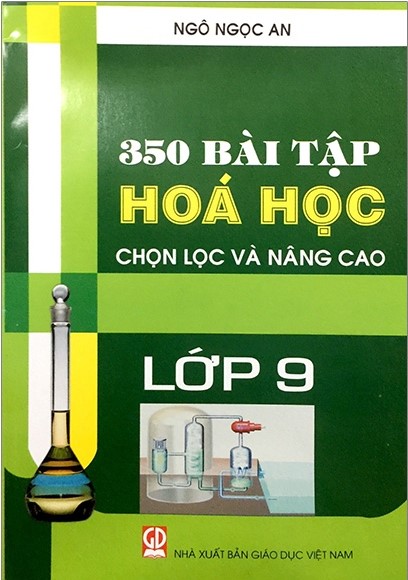 NGÔ NGỌC AN
350 BÀI TẬP
HOÁ HỌC
CHỌN LỌC VÀ NÂNG CAO
LỚP 9
GD
NHÀ XUẤT BẢN GIÁO DỤC VIỆT NAM